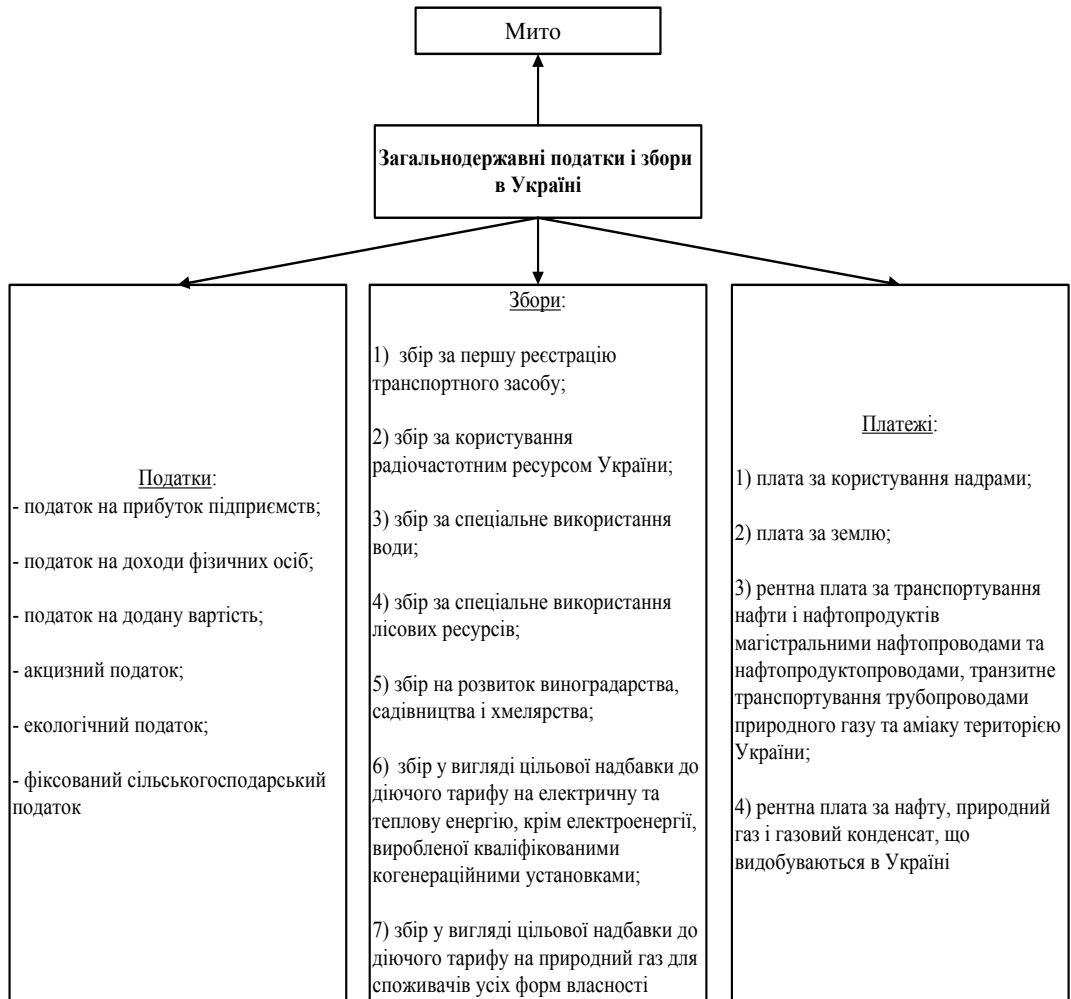 Мито
Загальнодержавні податки і збори
в Україні
Податки:
- податок на прибуток підприємств;
- податок на доходи фізичних осіб;
- податок на додану вартість;
- акцизний податок;
- екологічний податок;
- фіксований сільськогосподарський
податок
Збори:
1) збір за першу реєстрацію
транспортного засобу;
2) збір за користування
радіочастотним ресурсом України;
3) збір за спеціальне використання
води;
4) збір за спеціальне використання
лісових ресурсів;
5) збір на розвиток виноградарства,
садівництва і хмелярства;
6) збір у вигляді цільової надбавки до
діючого тарифу на електричну та
теплову енергію, крім електроенергії,
виробленої кваліфікованими
когенераційними установками;
7) збір у вигляді цільової надбавки до
діючого тарифу на природний газ для
споживачів усіх форм власності
Платежі:
1) плата за користування надрами;
2) плата за землю;
3) рентна плата за транспортування
нафти і нафтопродуктів
магістральними нафтопроводами та
нафтопродуктопроводами, транзитне
транспортування трубопроводами
природного газу та аміаку територією
України;
4) рентна плата за нафту, природний
газ і газовий конденсат, що
видобуваються в Україні